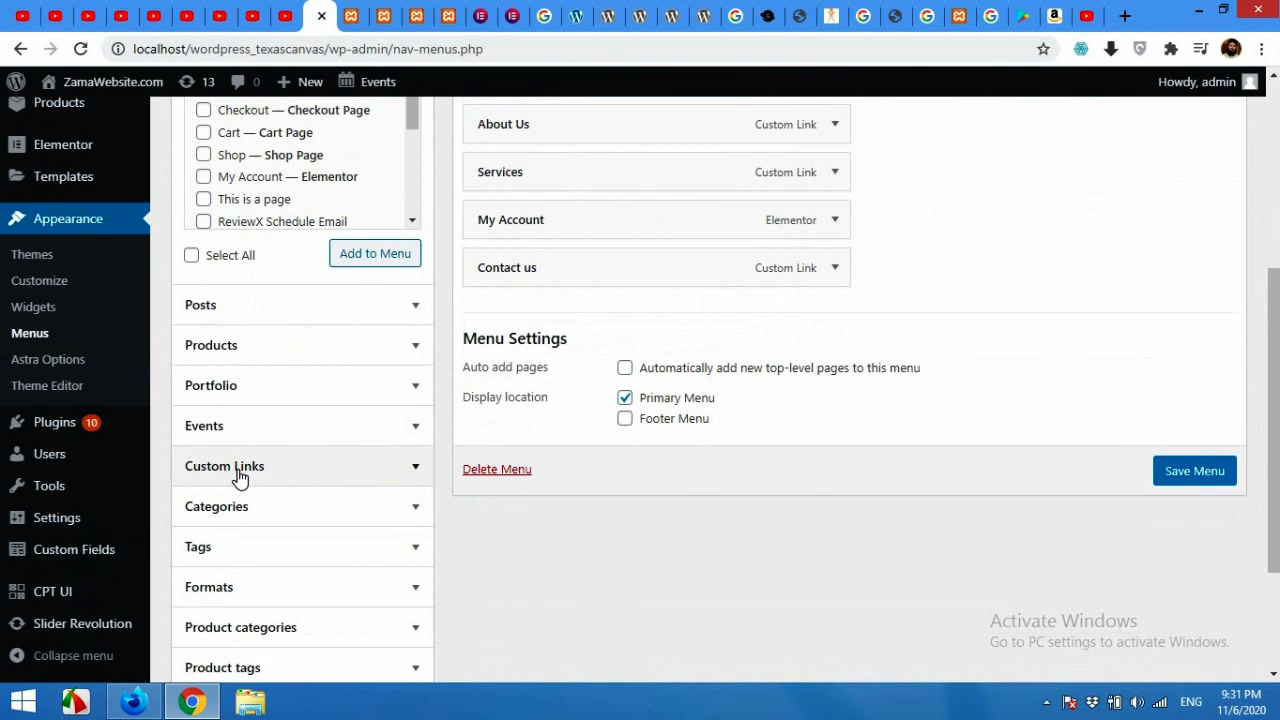 localhost/wordpress_texascanvas/wp-admin/nav-menus.php
ZamaWebsite.com
13
0
New
Events
Howdy, admin
Products
Elementor
Templates
Appearance
Themes
Customize
Widgets
Menus
Astra Options
Theme Editor
Plugins 10
Users
Tools
Settings
Custom Fields
CPT UI
Slider Revolution
Collapse menu
Checkout — Checkout Page
Cart — Cart Page
Shop — Shop Page
My Account — Elementor
This is a page
ReviewX Schedule Email
Select All
Add to Menu
Posts
Products
Portfolio
Events
Custom Links
Categories
Tags
Formats
Product categories
Product tags
About Us Custom Link
Services Custom Link
My Account Elementor
Contact us Custom Link
Menu Settings
Auto add pages Automatically add new top-level pages to this menu
Display location Primary Menu
Footer Menu
Delete Menu
Save Menu
Activate Windows
Go to PC settings to activate Windows.
ENG
9:31 PM
11/6/2020